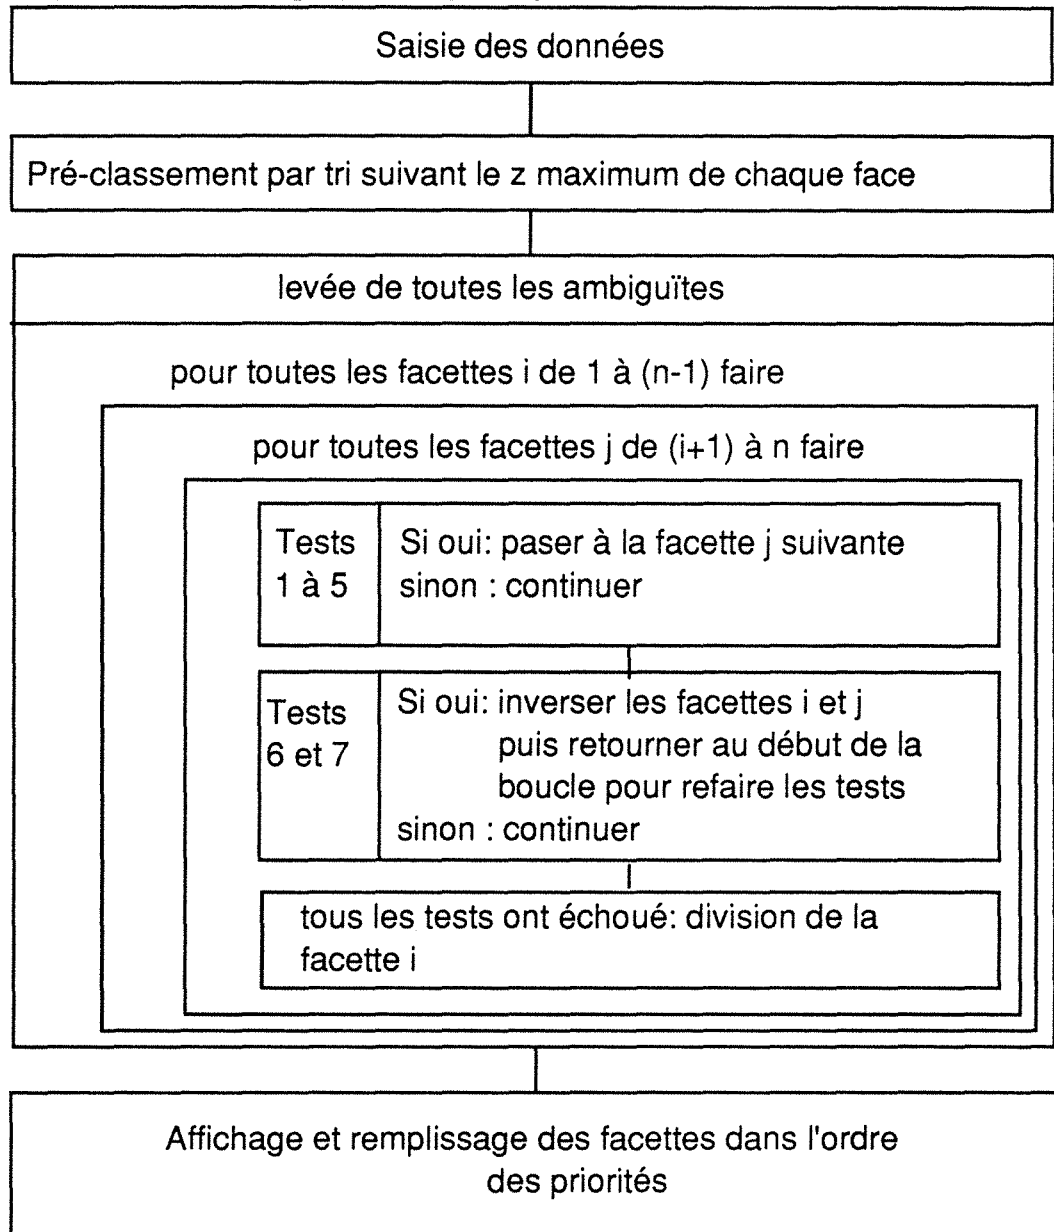 Saisie des données
Pré-classement par tri suivant le z maximum de chaque face
levée de toutes les ambiguïtes
pour toutes les facettes i de 1 à (n-1) faire
pour toutes les facettes j de (i+1) à n faire
Tests
1 à 5
Si oui: paser à la facette j suivante
sinon : continuer
Tests
6 et 7
Si oui: inverser les facettes i et j
puis retourner au début de la
boucle pour refaire les tests
sinon : continuer
tous les tests ont échoué: division de la
facette i
Affichage et remplissage des facettes dans l'ordre
des priorités